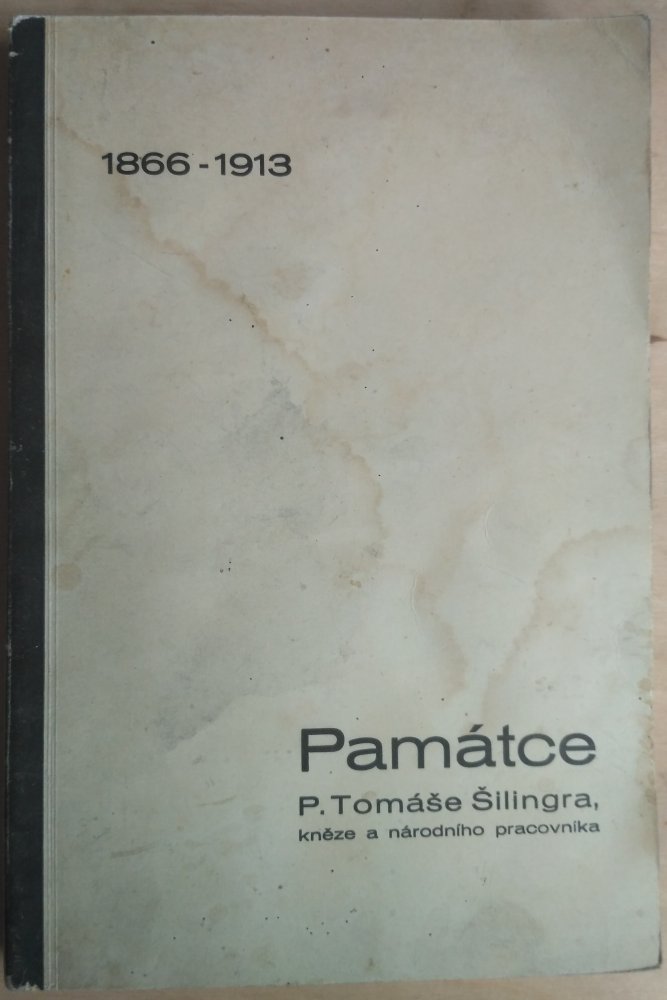 1866 - 1913
Památce
P. Tomáše Šilingra,
kněze a národního pracovníka